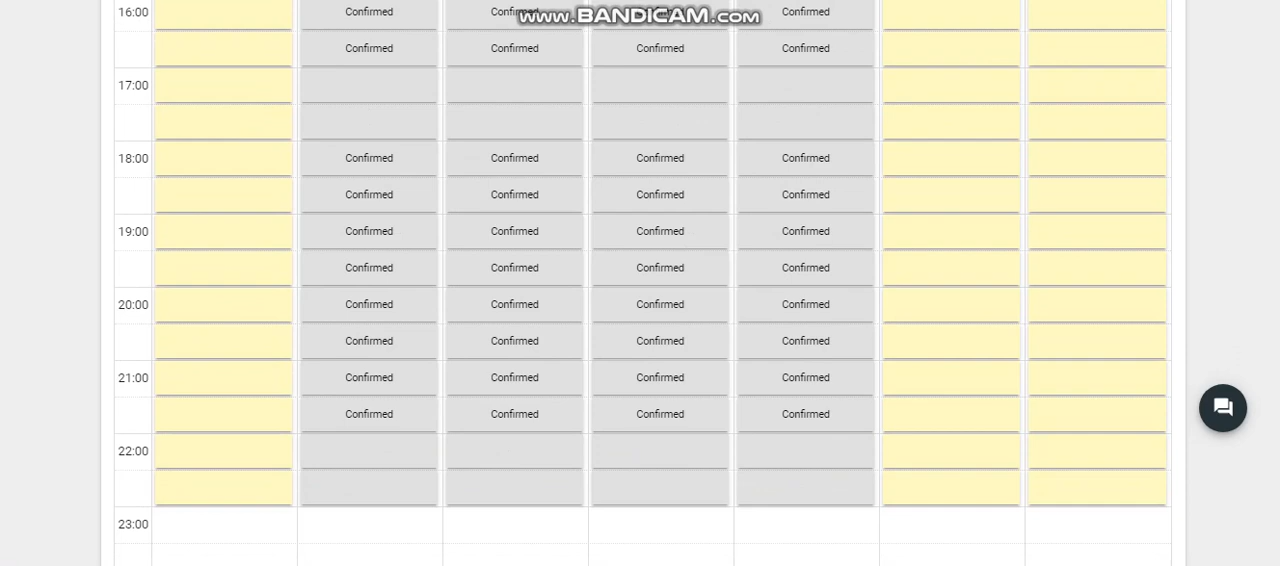 www.BANDICAM.com
16:00 Confirmed Confirmed Confirmed Confirmed
Confirmed Confirmed Confirmed Confirmed
17:00
18:00 Confirmed Confirmed Confirmed Confirmed
Confirmed Confirmed Confirmed Confirmed
19:00 Confirmed Confirmed Confirmed Confirmed
Confirmed Confirmed Confirmed Confirmed
20:00 Confirmed Confirmed Confirmed Confirmed
Confirmed Confirmed Confirmed Confirmed
21:00 Confirmed Confirmed Confirmed Confirmed
Confirmed Confirmed Confirmed Confirmed
22:00
23:00